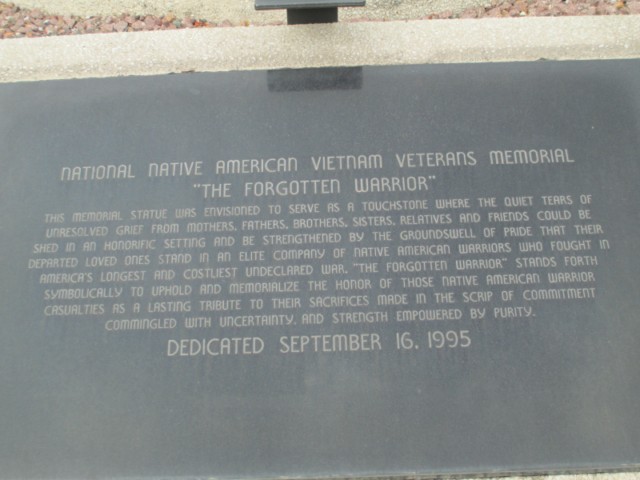 NATIONAL NATIVE AMERICAN VIETNAM VETERANS MEMORIAL
"THE FORGOTTEN WARRIOR"
THIS MEMORIAL STATUE WAS ENVISIONED TO SERVE AS A TOUCHSTONE WHERE THE QUIET TEARS OF
UNRESOLVED GRIEF FROM MOTHERS, FATHERS, BROTHERS, SISTERS, RELATIVES AND FRIENDS COULD BE
SHED IN AN HONORIFIC SETTING AND BE STRENGTHENED BY THE GROUNDSWELL OF PRIDE THAT THEIR
DEPARTED LOVED ONES STAND IN AN ELITE COMPANY OF NATIVE AMERICAN WARRIORS WHO FOUGHT IN
AMERICA'S LONGEST AND COSTLIEST UNDECLARED WAR. "THE FORGOTTEN WARRIOR" STANDS FORTH
SYMBOLICALLY TO UPHOLD AND MEMORIALIZE THE HONOR OF THOSE NATIVE AMERICAN WARRIOR
CASUALTIES AS A LASTING TRIBUTE TO THEIR SACRIFICES MADE IN THE SCRIP OF COMMITMENT
COMMINGLED WITH UNCERTAINTY, AND STRENGTH EMPOWERED BY PURITY.
DEDICATED SEPTEMBER 16, 1995